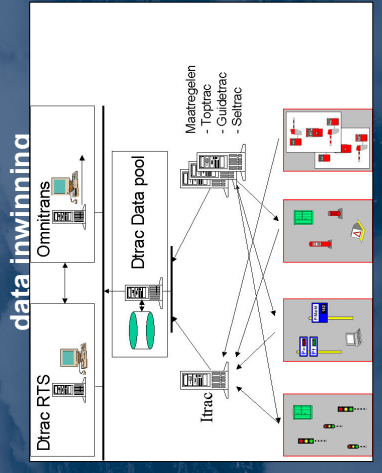 data inwinning
Dtrac RTS
Omnitrans
Dtrac Data pool
Itrac
Maatregelen
- Toptrac
- Guidetrac
- Seltrac